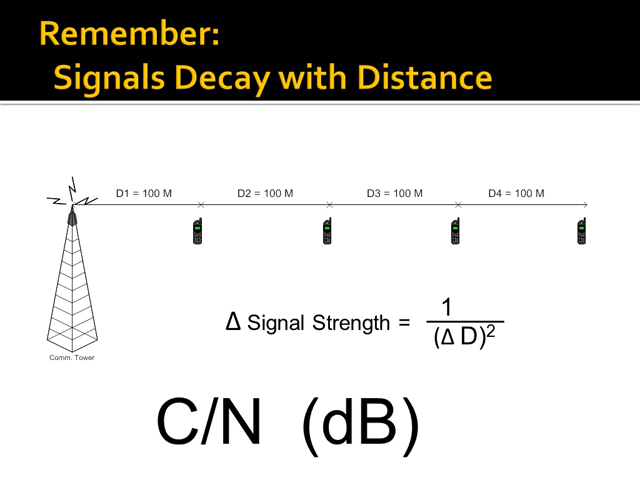 Remember:
Signals Decay with Distance
D1 = 100 M D2 = 100 M D3 = 100 M D4 = 100 M
Δ Signal Strength = 1
(Δ D)²
Comm. Tower
C/N (dB)